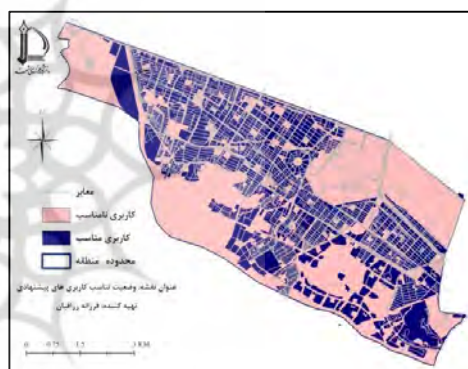 معابر
کاربری نامناسب
کاربری مناسب
محدوده منطقه
عنوان نقشه: وضعیت تناسب کاربری های پیشنهادی
تهیه کننده: فرزانه رزاقیان
0 0.75 1.5 3 KM